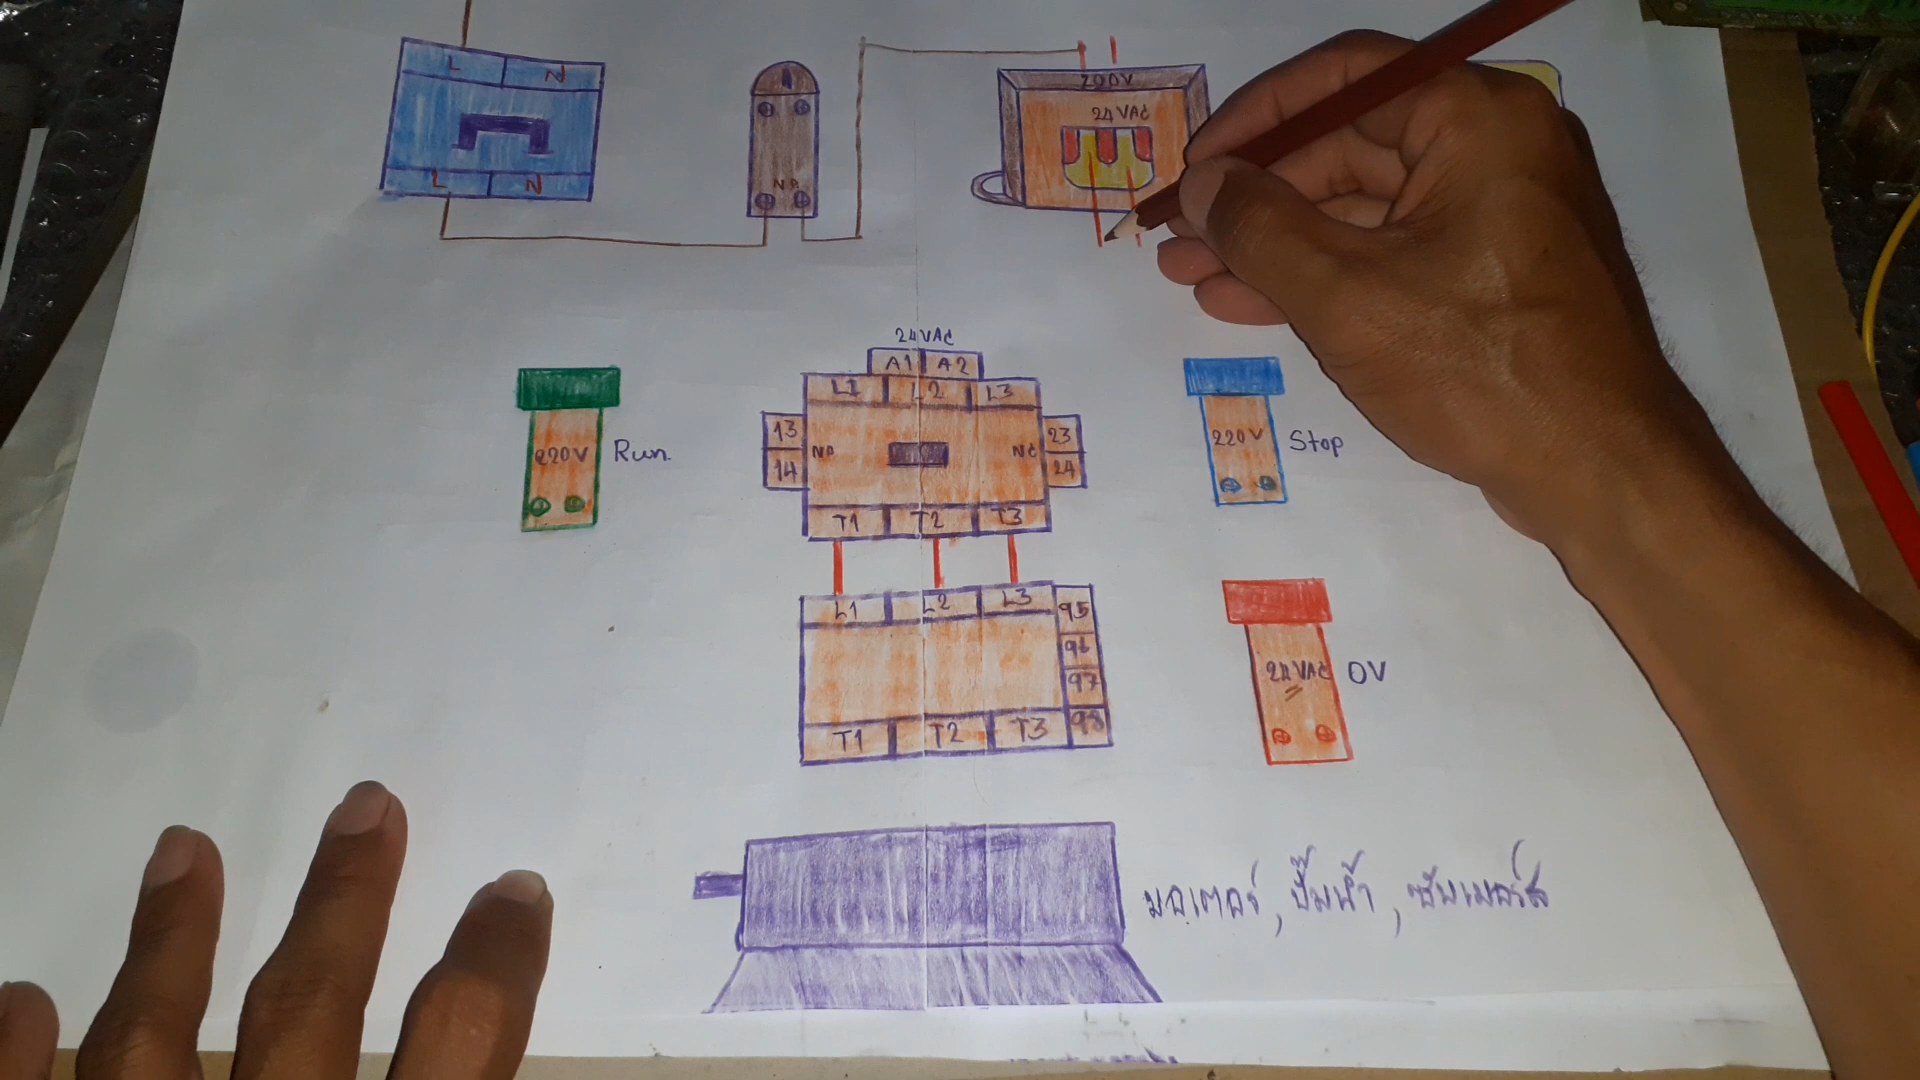 L N
220V
24VAC
L N
N.O.
24VAC
A1 A2
L1 L2 L3
13 23
220V Run
NO NC
220V Stop
14 24
T1 T2 T3
L1 L2 L3 95
96
24VAC OV
97
T1 T2 T3 98
มอเตอร์, ปั๊มน้ำ, ซับเมอร์ส